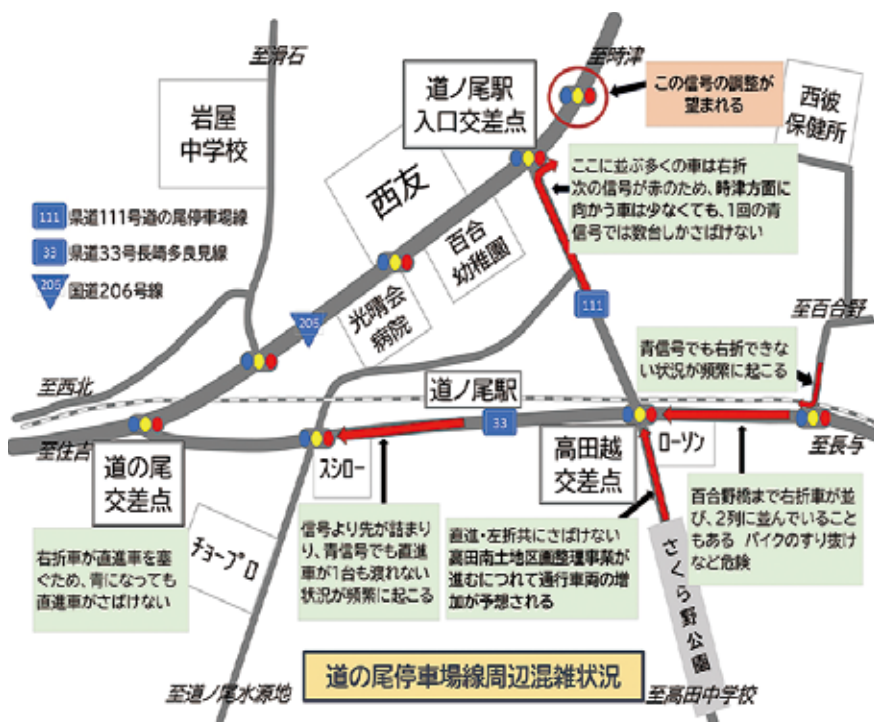 至滑石
至時津
この信号の調整が
望まれる
岩屋
中学校
道ノ尾駅
入口交差点
西彼
保健所
西友
ここに並ぶ多くの車は右折
次の信号が赤のため、時津方面に
向かう車は少なくても、1回の青
信号では数台しかさばけない
111
県道111号道の尾停車場線
33
県道33号長崎多良見線
206
国道206号線
百合
幼稚園
光晴会
病院
206
111
至百合野
青信号でも右折できな
い状況が頻繁に起こる
至西北
道ノ尾駅
33
至住吉
至長与
道の尾
交差点
スシロー
高田越
交差点
ローソン
チョープロ
右折車が直進車を塞
ぐため、青になっても
直進車がさばけない
信号より先が詰まり
り、青信号でも直進
車が1台も渡れない
状況が頻繁に起こる
直進・左折共にさばけない
高田南土地区画整理事業が
進むにつれて通行車両の増
加が予想される
百合野橋まで右折車が並
び、2列に並んでいること
もある バイクのすり抜け
など危険
さくら野公園
至道ノ尾水源地
道の尾停車場線周辺混雑状況
至高田中学校